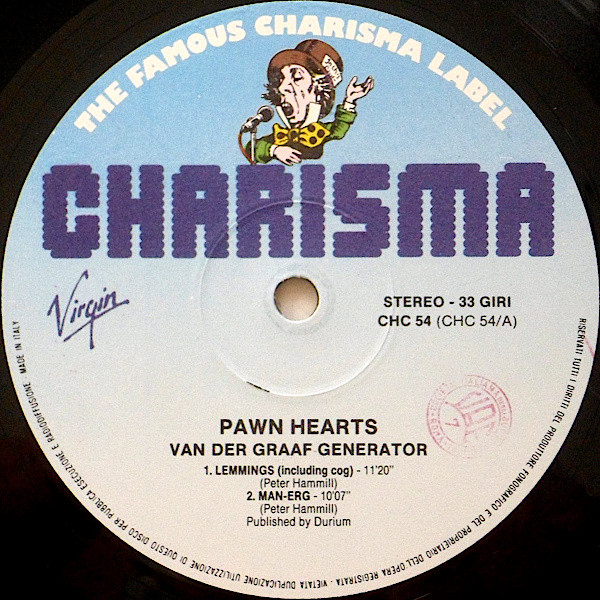 THE FAMOUS CHARISMA LABEL
CHARISMA
Virgin
STEREO - 33 GIRI
CHC 54 (CHC 54/A)
PAWN HEARTS
VAN DER GRAAF GENERATOR
1. LEMMINGS (including cog) - 11'20"
(Peter Hammill)
2. MAN-ERG - 10'07"
(Peter Hammill)
Published by Durium
RISERVATI TUTTI I DIRITTI DEL PRODUTTORE FONOGRAFICO E DEL PROPRIETARIO DELL'OPERA REGISTRATA - VIETATA DUPLICAZIONE UTILIZZAZIONE DI QUESTO DISCO PER PUBBLICA ESECUZIONE E RADIODIFFUSIONE MADE IN ITALY